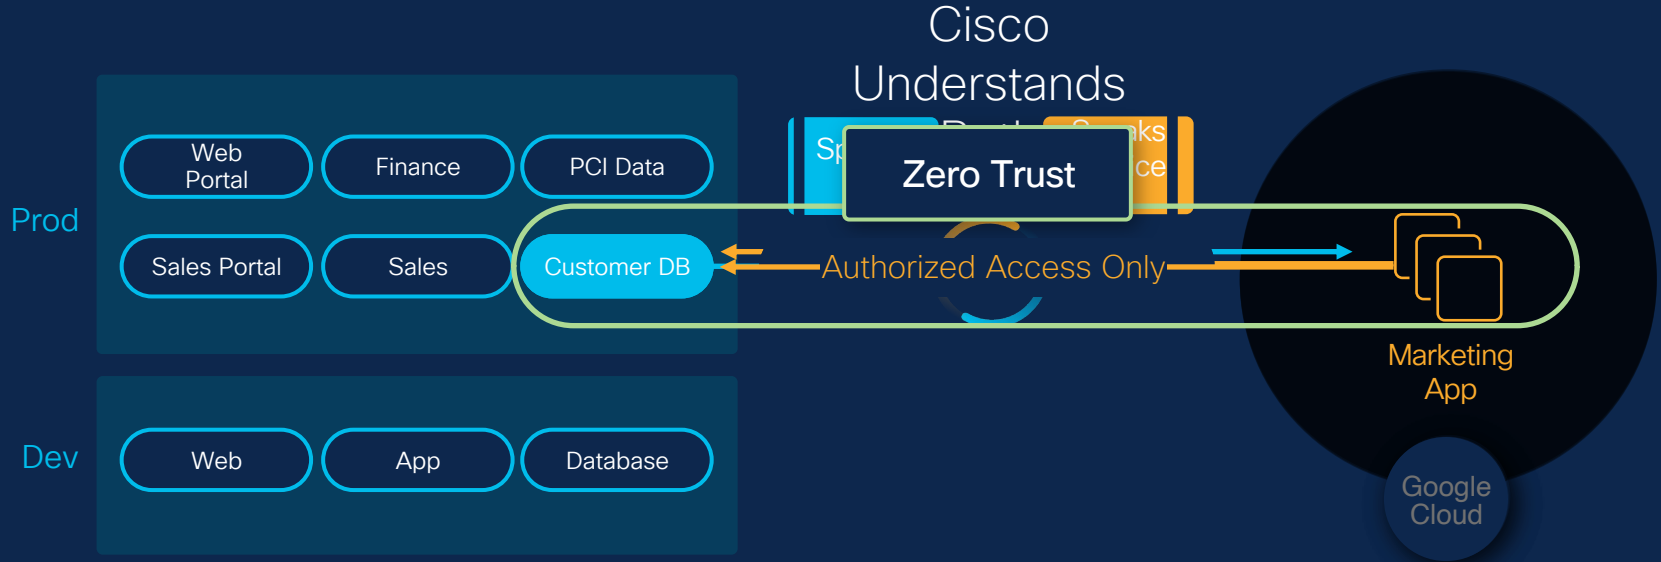 Cisco
Understands
Zero Trust
Prod
Web
Portal
Finance
PCI Data
Sales Portal
Sales
Customer DB
Authorized Access Only
Marketing
App
Dev
Web
App
Database
Google
Cloud